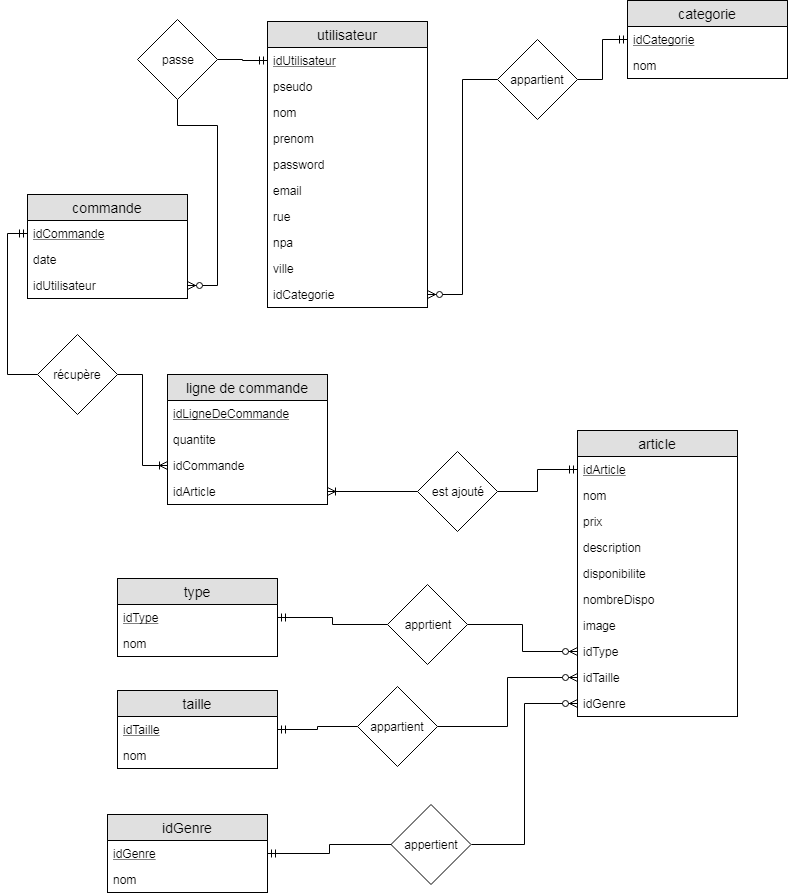 categorie
idCategorie
nom
utilisateur
idUtilisateur
pseudo
nom
prenom
password
email
rue
npa
ville
idCategorie
passe
appartient
commande
idCommande
date
idUtilisateur
récupère
ligne de commande
idLigneDeCommande
quantite
idCommande
idArticle
est ajouté
article
idArticle
nom
prix
description
disponibilite
nombreDispo
image
idType
idTaille
idGenre
type
idType
nom
apprtient
taille
idTaille
nom
appartient
idGenre
idGenre
nom
appertient